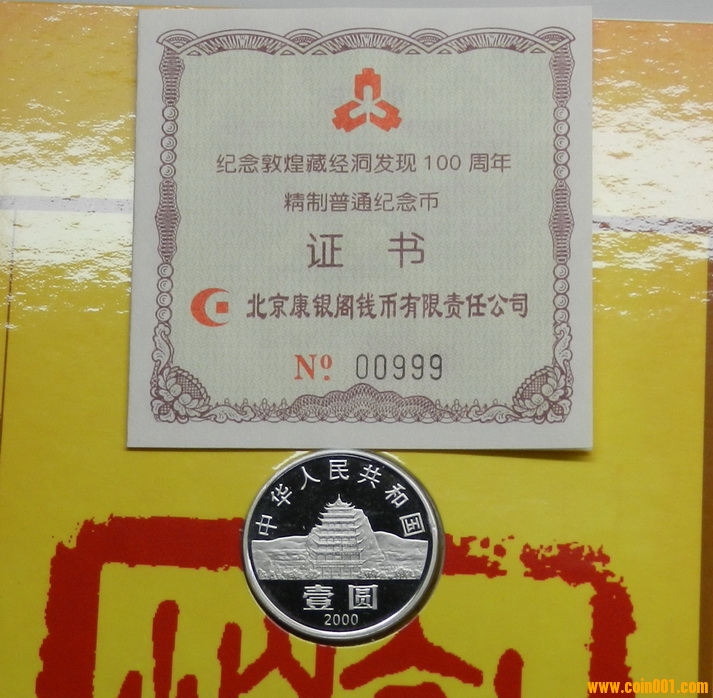 纪念敦煌藏经洞发现100周年
精制普通纪念币
证书
北京康银阁钱币有限责任公司
Nº 00999
中华人民共和国
壹圆
2000
www.coin001.com